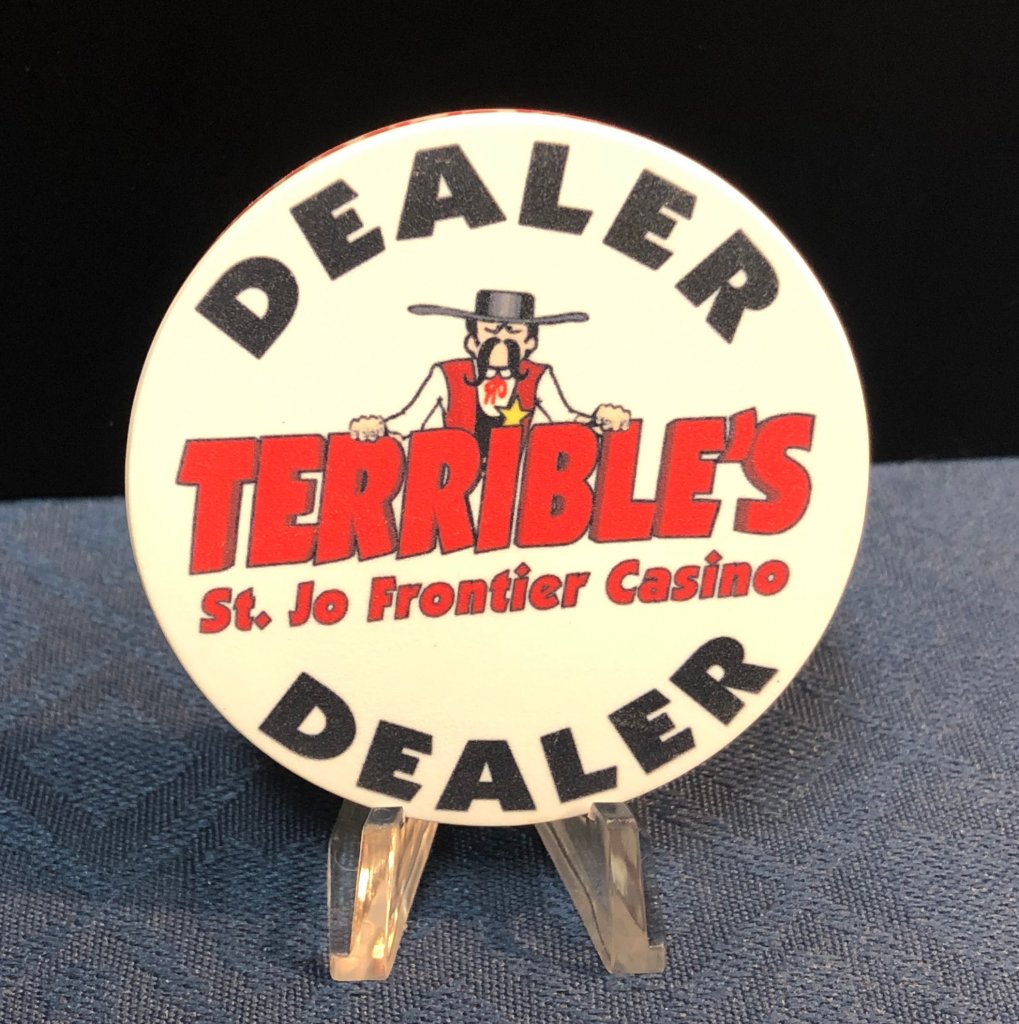 DEALER
TERRIBLE'S
St. Jo Frontier Casino
DEALER